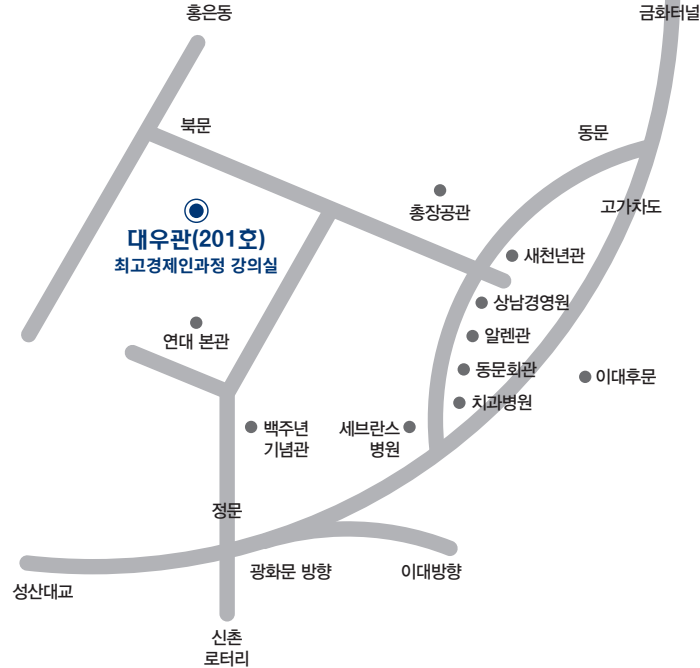 홍은동
금화터널
북문
동문
총장공관
고가차도
대우관(201호)
최고경제인과정 강의실
새천년관
상남경영원
연대 본관
알렌관
동문회관
이대후문
치과병원
백주년
기념관
세브란스
병원
정문
광화문 방향
이대방향
성산대교
신촌
로터리